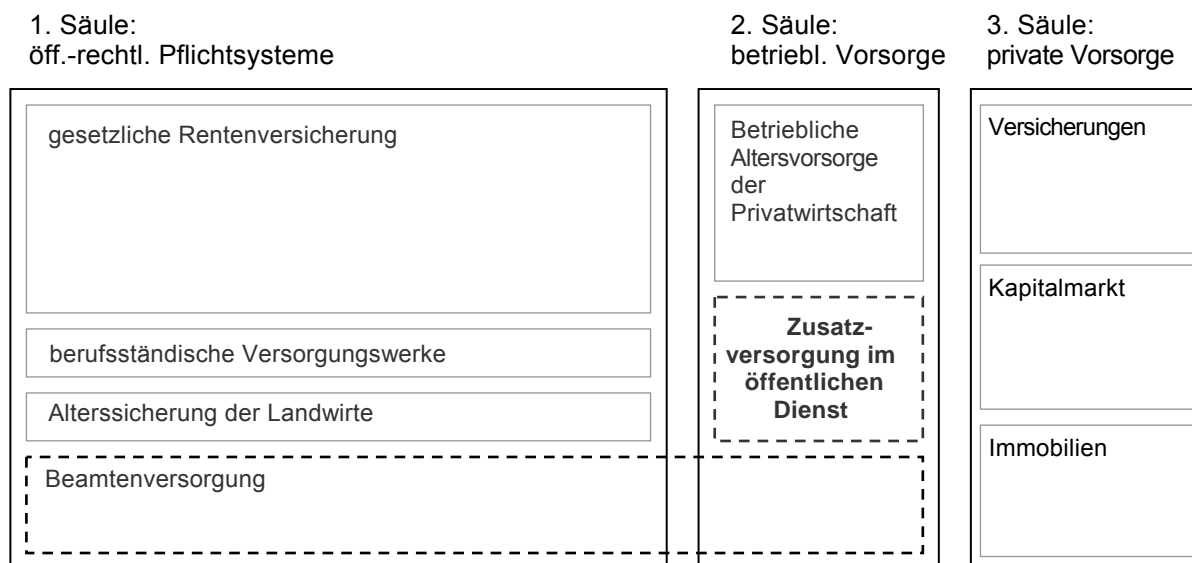 1. Säule:
öff.-rechtl. Pflichtsysteme
2. Säule:
betriebl. Vorsorge
3. Säule:
private Vorsorge
gesetzliche Rentenversicherung
berufsständische Versorgungswerke
Alterssicherung der Landwirte
Beamtenversorgung
Betriebliche
Altersvorsorge
der
Privatwirtschaft
Zusatz-
versorgung im
öffentlichen
Dienst
Versicherungen
Kapitalmarkt
Immobilien